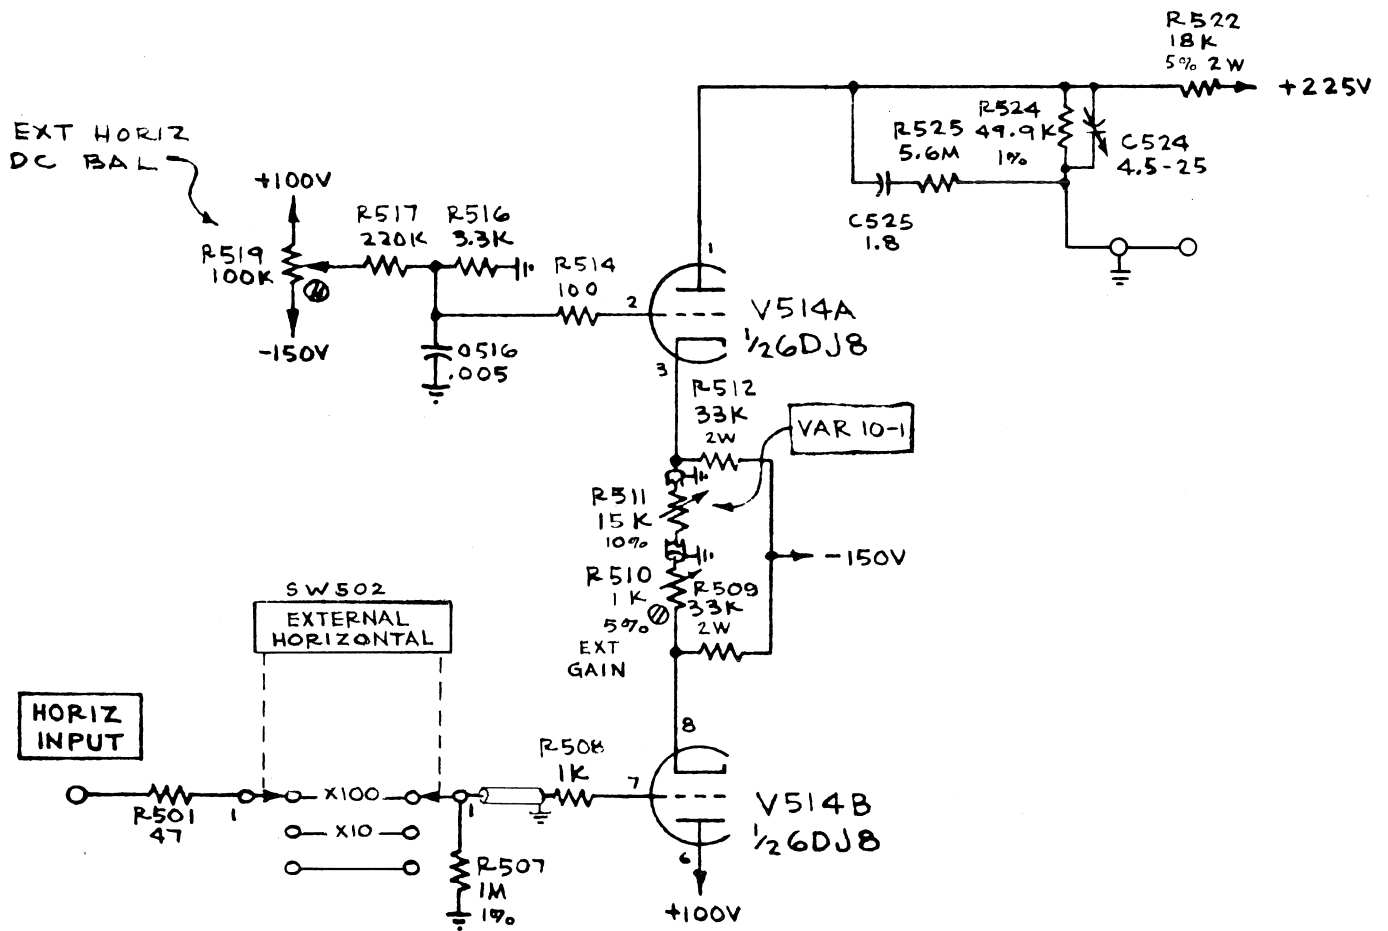 R522
18K
5% 2W
+225V
R524
49.9K
1%
R525
5.6M
C524
4.5-25
C525
1.8
EXT HORIZ
DC BAL
+100V
R519
100K
-150V
R517
220K
R516
3.3K
R514
100
C516
.005
1
2
3
V514A
1/2 6DJ8
R512
33K
2W
VAR 10-1
R511
15K
10%
-150V
R510
1K
5%
EXT
GAIN
R509
33K
2W
SW502
EXTERNAL
HORIZONTAL
HORIZ
INPUT
R501
47
1
X100
X10
1
R507
1M
1%
R508
1K
8
7
6
V514B
1/2 6DJ8
+100V